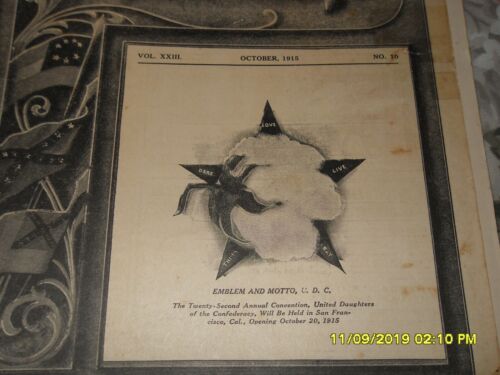 VOL. XXIII. OCTOBER, 1915 NO. 10
LOVE
DARE LIVE
THINK PRAY
EMBLEM AND MOTTO, U. D. C.
The Twenty-Second Annual Convention, United Daughters
of the Confederacy, Will Be Held in San Fran-
cisco, Cal., Opening October 20, 1915
11/09/2019 02:10 PM